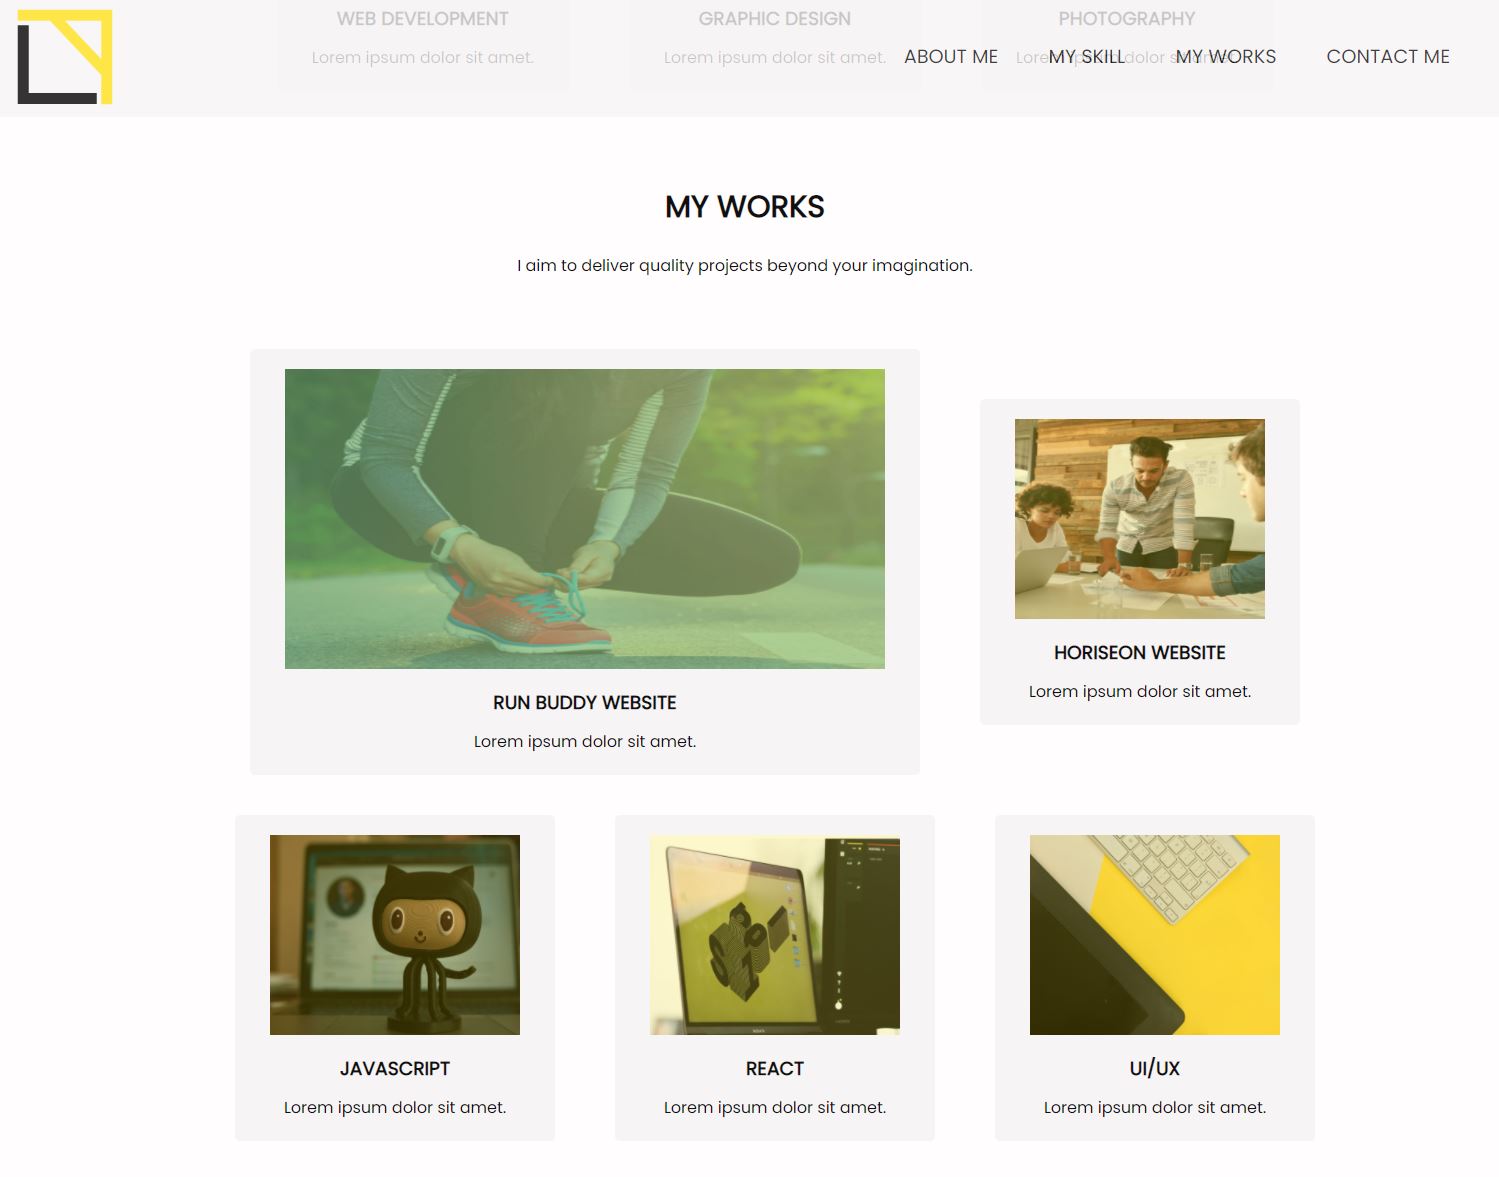 WEB DEVELOPMENT
GRAPHIC DESIGN
PHOTOGRAPHY
Lorem ipsum dolor sit amet.
Lorem ipsum dolor sit amet.
Lorem ipsum dolor sit amet.
ABOUT ME
MY SKILL
MY WORKS
CONTACT ME
MY WORKS
I aim to deliver quality projects beyond your imagination.
RUN BUDDY WEBSITE
Lorem ipsum dolor sit amet.
HORISEON WEBSITE
Lorem ipsum dolor sit amet.
JAVASCRIPT
Lorem ipsum dolor sit amet.
REACT
Lorem ipsum dolor sit amet.
UI/UX
Lorem ipsum dolor sit amet.